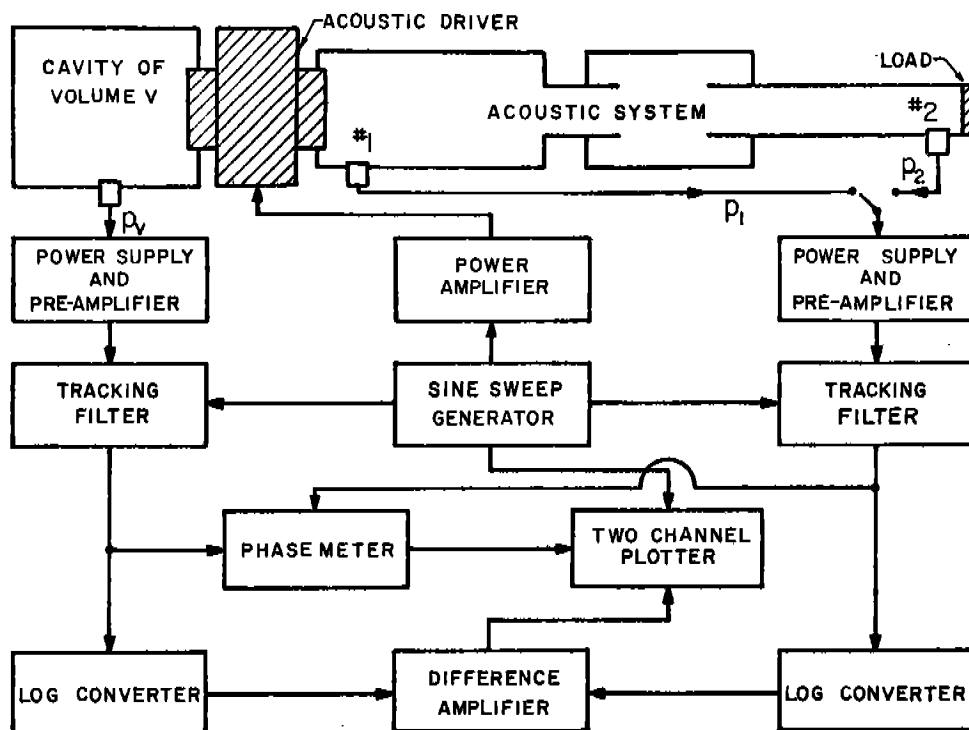 ACOUSTIC DRIVER
CAVITY OF
VOLUME V
LOAD
ACOUSTIC SYSTEM
#1
#2
p2
p1
pv
POWER SUPPLY
AND
PRE-AMPLIFIER
POWER
AMPLIFIER
POWER SUPPLY
AND
PRE-AMPLIFIER
TRACKING
FILTER
SINE SWEEP
GENERATOR
TRACKING
FILTER
PHASE METER
TWO CHANNEL
PLOTTER
LOG CONVERTER
DIFFERENCE
AMPLIFIER
LOG CONVERTER